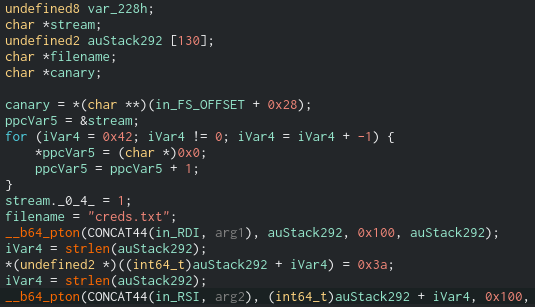 undefined8 var_228h;
char *stream;
undefined2 auStack292 [130];
char *filename;
char *canary;

canary = *(char **)(in_FS_OFFSET + 0x28);
ppcVar5 = &stream;
for (iVar4 = 0x42; iVar4 != 0; iVar4 = iVar4 + -1) {
    *ppcVar5 = (char *)0x0;
    ppcVar5 = ppcVar5 + 1;
}
stream._0_4_ = 1;
filename = "creds.txt";
__b64_pton(CONCAT44(in_RDI, arg1), auStack292, 0x100, auStack292);
iVar4 = strlen(auStack292);
*(undefined2 *)((int64_t)auStack292 + iVar4) = 0x3a;
iVar4 = strlen(auStack292);
__b64_pton(CONCAT44(in_RSI, arg2), (int64_t)auStack292 + iVar4, 0x100,